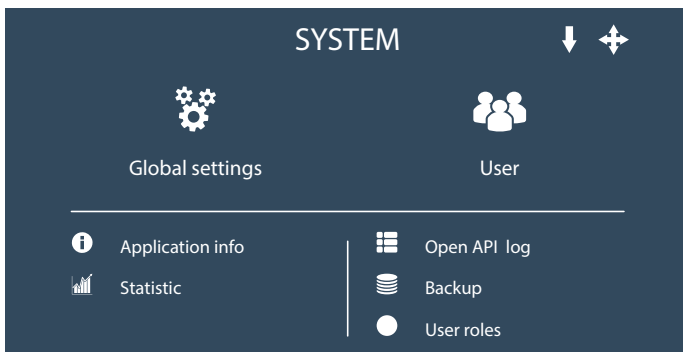 SYSTEM
Global settings
User
Application info
Statistic
Open API log
Backup
User roles